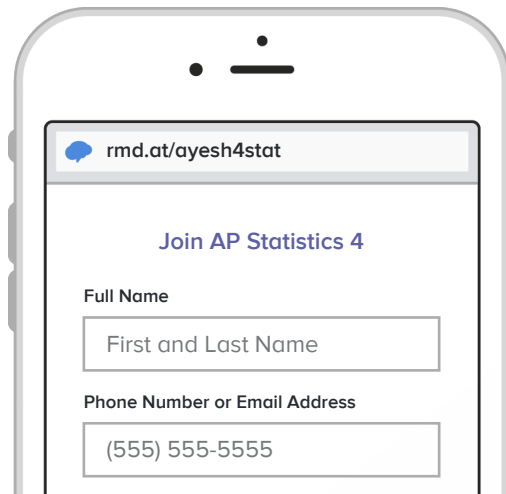 rmd.at/ayesh4stat
Join AP Statistics 4
Full Name
First and Last Name
Phone Number or Email Address
(555) 555-5555